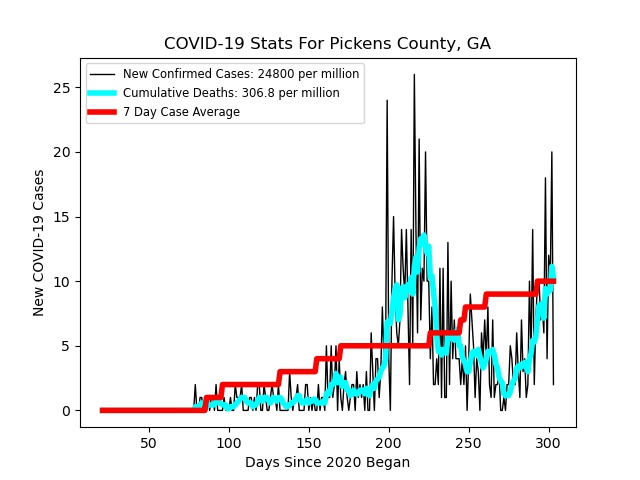 COVID-19 Stats For Pickens County, GA
New Confirmed Cases: 24800 per million
Cumulative Deaths: 306.8 per million
7 Day Case Average
New COVID-19 Cases
25
20
15
10
5
0
50 100 150 200 250 300
Days Since 2020 Began